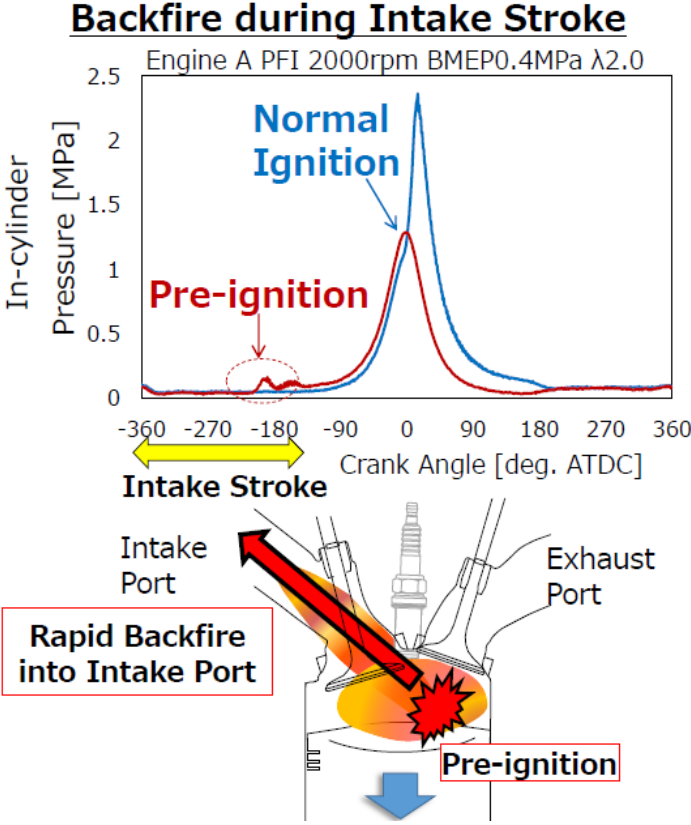 Backfire during Intake Stroke
Engine A PFI 2000rpm BMEP0.4MPa λ2.0
In-cylinder
Pressure [MPa]
2.5
2
1.5
1
0.5
0
Normal
Ignition
Pre-ignition
-360 -270 -180 -90 0 90 180 270 360
Crank Angle [deg. ATDC]
Intake Stroke
Intake
Port
Exhaust
Port
Rapid Backfire
into Intake Port
Pre-ignition